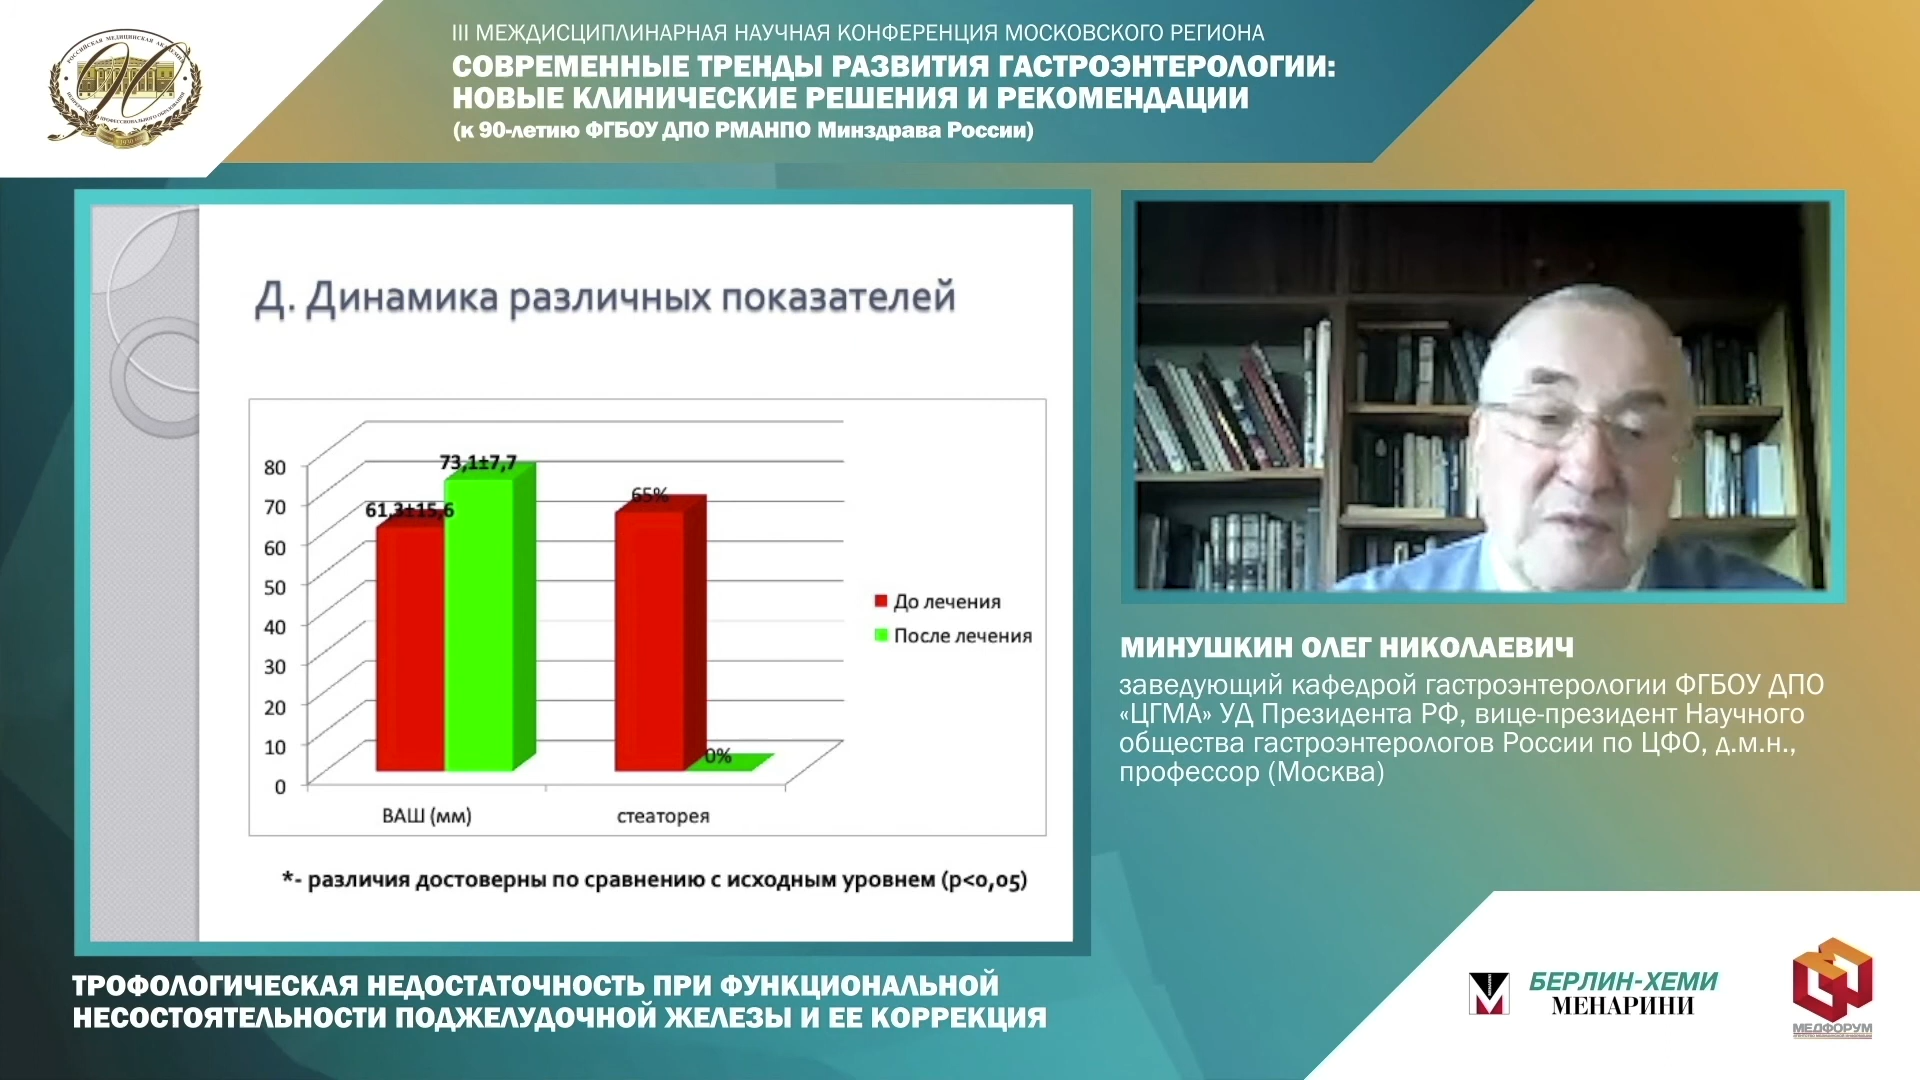 III МЕЖДИСЦИПЛИНАРНАЯ НАУЧНАЯ КОНФЕРЕНЦИЯ МОСКОВСКОГО РЕГИОНА
СОВРЕМЕННЫЕ ТРЕНДЫ РАЗВИТИЯ ГАСТРОЭНТЕРОЛОГИИ:
НОВЫЕ КЛИНИЧЕСКИЕ РЕШЕНИЯ И РЕКОМЕНДАЦИИ
(к 90-летию ФГБОУ ДПО РМАНПО Минздрава России)
РОССИЙСКАЯ МЕДИЦИНСКАЯ АКАДЕМИЯ
1930
Д. Динамика различных показателей
80
70
60
50
40
30
20
10
0
61,3±15,6
73,1±7,7
65%
0%
ВАШ (мм)
стеаторея
До лечения
После лечения
*- различия достоверны по сравнению с исходным уровнем (p<0,05)
МИНУШКИН ОЛЕГ НИКОЛАЕВИЧ
заведующий кафедрой гастроэнтерологии ФГБОУ ДПО
«ЦГМА» УД Президента РФ, вице-президент Научного
общества гастроэнтерологов России по ЦФО, д.м.н.,
профессор (Москва)
ТРОФОЛОГИЧЕСКАЯ НЕДОСТАТОЧНОСТЬ ПРИ ФУНКЦИОНАЛЬНОЙ
НЕСОСТОЯТЕЛЬНОСТИ ПОДЖЕЛУДОЧНОЙ ЖЕЛЕЗЫ И ЕЕ КОРРЕКЦИЯ
БЕРЛИН-ХЕМИ
МЕНАРИНИ
МЕДФОРУМ